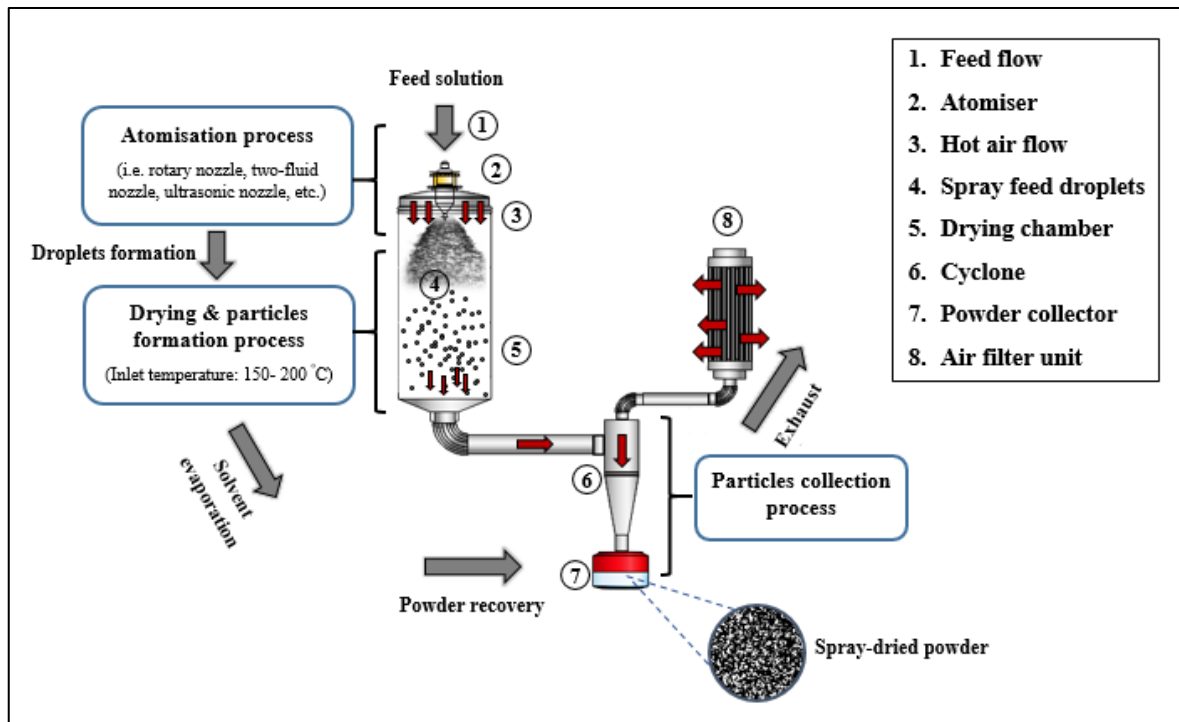 Feed solution
1
2
3
4
5
6
7
8
Atomisation process
(i.e. rotary nozzle, two-fluid
nozzle, ultrasonic nozzle, etc.)
Droplets formation
Drying & particles
formation process
(Inlet temperature: 150- 200 °C)
Solvent
evaporation
Powder recovery
Exhaust
Particles collection
process
Spray-dried powder
1. Feed flow
2. Atomiser
3. Hot air flow
4. Spray feed droplets
5. Drying chamber
6. Cyclone
7. Powder collector
8. Air filter unit